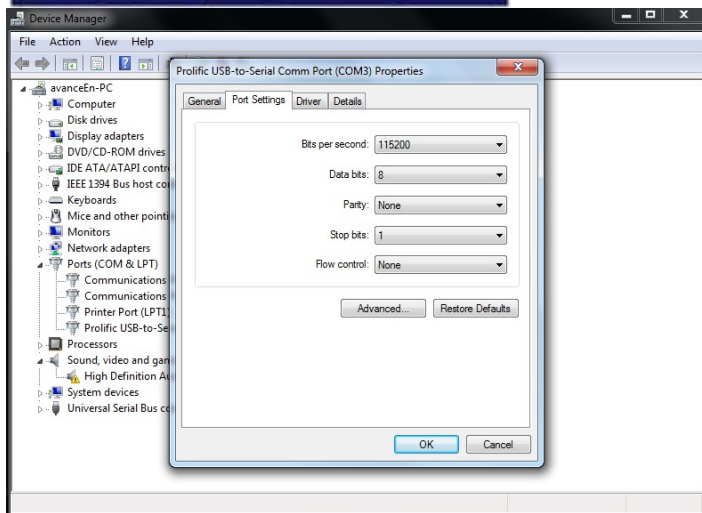 Device Manager
File Action View Help
avanceEn-PC
Computer
Disk drives
Display adapters
DVD/CD-ROM drives
IDE ATA/ATAPI contr
IEEE 1394 Bus host co
Keyboards
Mice and other pointi
Monitors
Network adapters
Ports (COM & LPT)
Communications
Communications
Printer Port (LPT1
Prolific USB-to-Se
Processors
Sound, video and gan
High Definition Au
System devices
Universal Serial Bus co
Prolific USB-to-Serial Comm Port (COM3) Properties
General Port Settings Driver Details
Bits per second: 115200
Data bits: 8
Parity: None
Stop bits: 1
Flow control: None
Advanced... Restore Defaults
OK Cancel